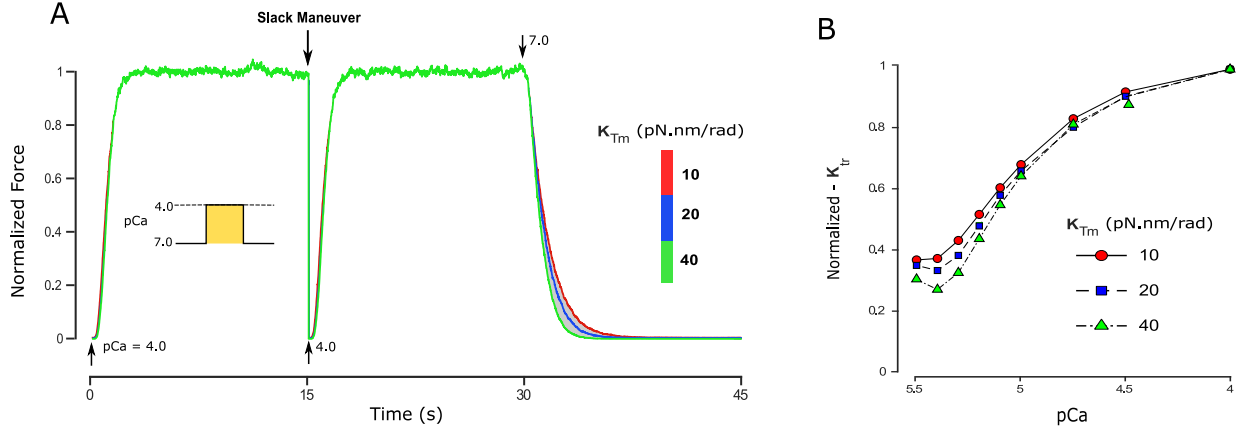 A
Slack Maneuver
7.0
1
0.8
0.6
0.4
0.2
0
Normalized Force
pCa
4.0
7.0
pCa = 4.0
4.0
K_Tm (pN.nm/rad)
10
20
40
0
15
30
45
Time (s)
B
1
0.8
0.6
0.4
0.2
0
Normalized - K_tr
K_Tm (pN.nm/rad)
10
20
40
5.5
5
4.5
4
pCa